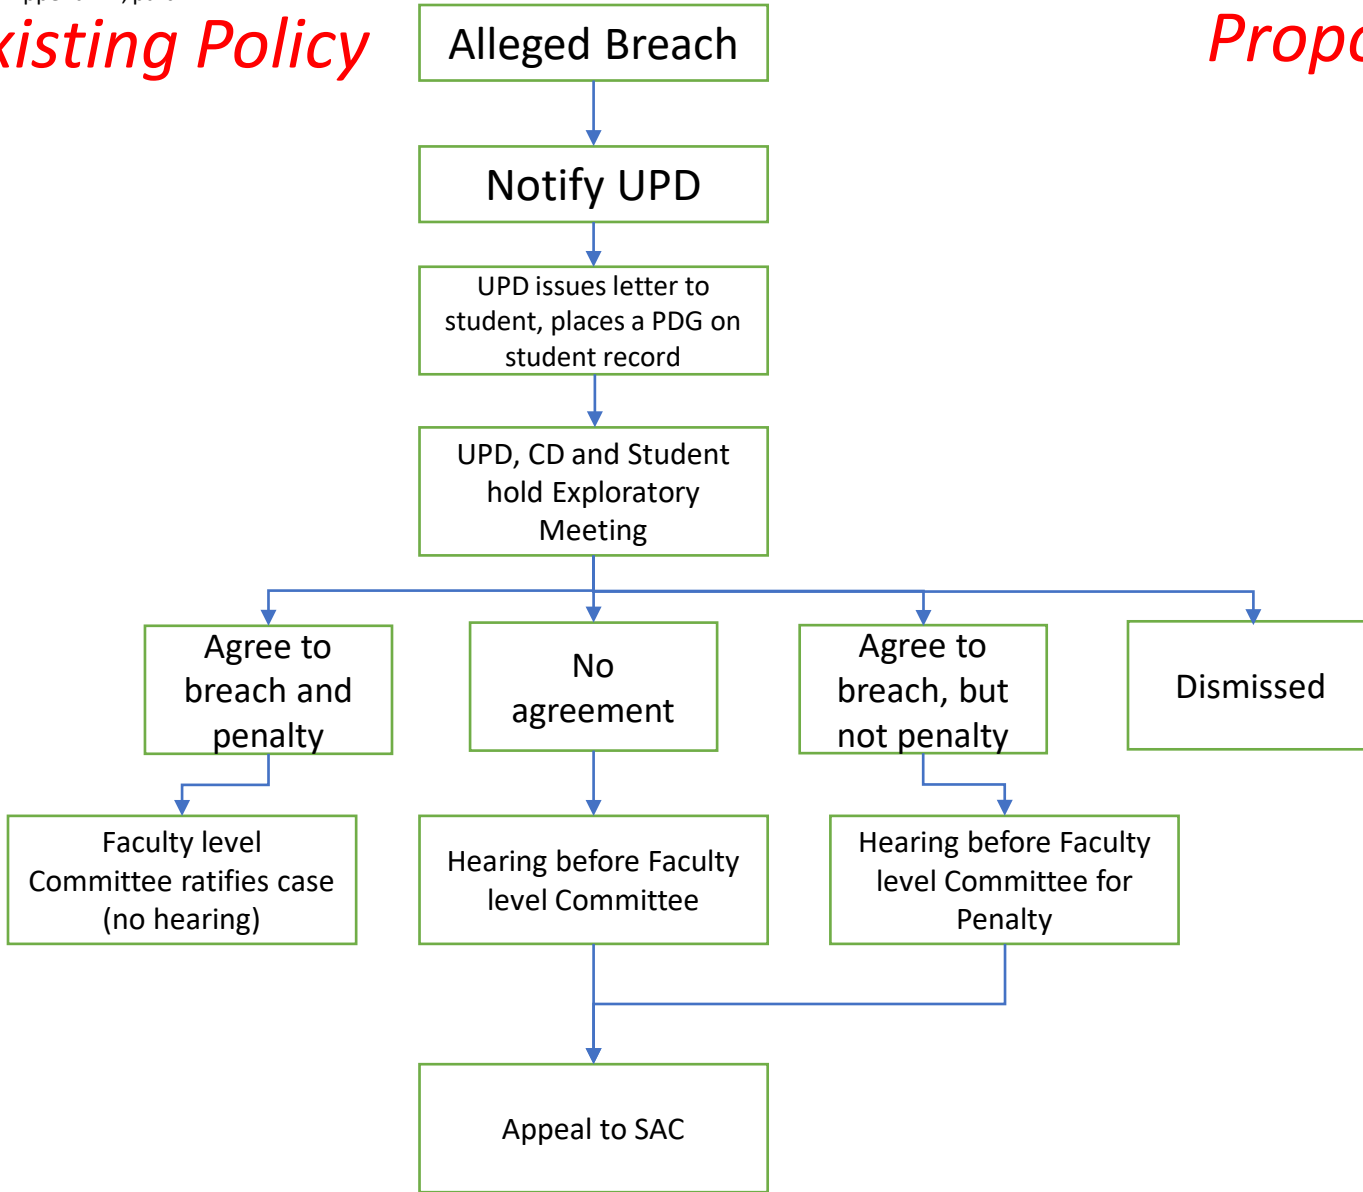 Existing Policy
Alleged Breach
Notify UPD
UPD issues letter to
student, places a PDG on
student record
UPD, CD and Student
hold Exploratory
Meeting
Agree to
breach and
penalty
No
agreement
Agree to
breach, but
not penalty
Dismissed
Faculty level
Committee ratifies case
(no hearing)
Hearing before Faculty
level Committee
Hearing before Faculty
level Committee for
Penalty
Appeal to SAC